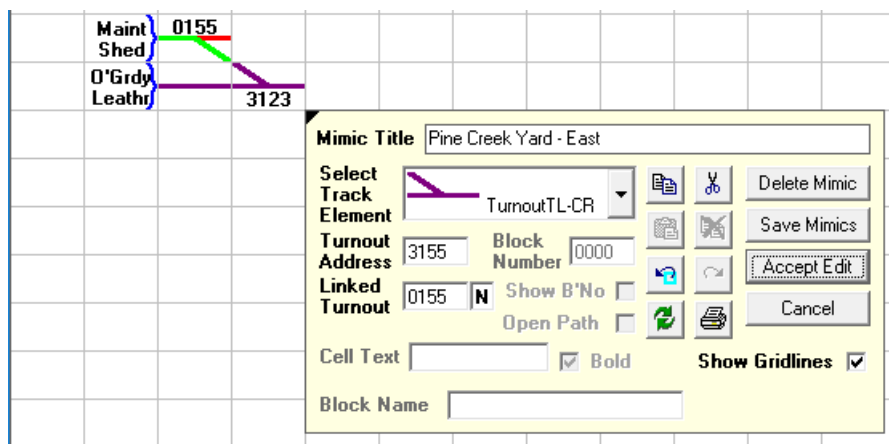 Maint 0155
Shed
O'Grdy
Leathr 3123
Mimic Title Pine Creek Yard - East
Select
Track
Element
TurnoutTL-CR
Delete Mimic
Turnout
Address 3155
Block
Number 0000
Save Mimics
Linked
Turnout 0155 N
Show B'No
Accept Edit
Open Path
Cancel
Cell Text
Bold
Show Gridlines
Block Name